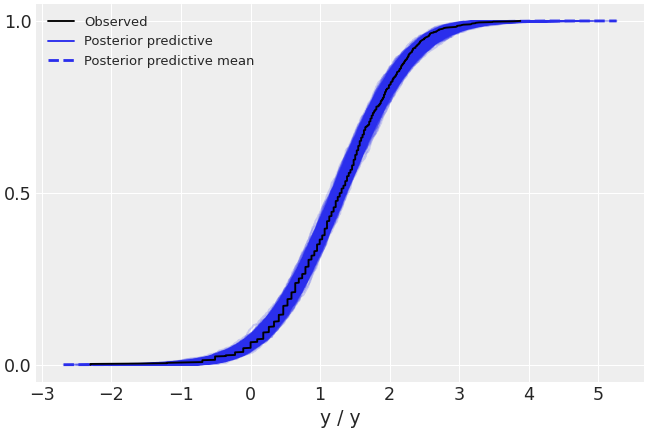 Observed
Posterior predictive
Posterior predictive mean
1.0
0.5
0.0
−3 −2 −1 0 1 2 3 4 5
y / y